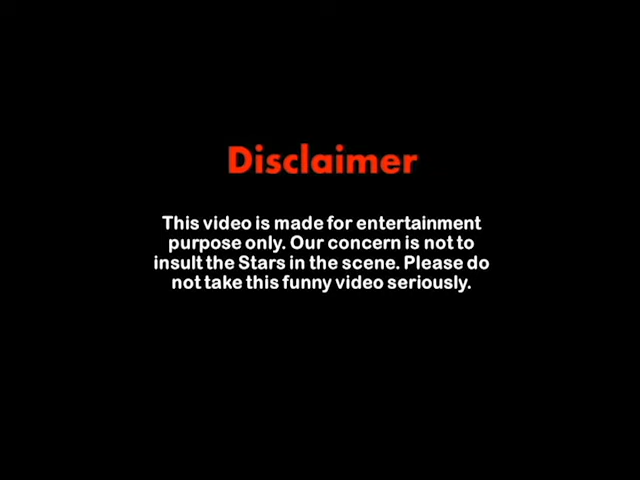 Disclaimer
This video is made for entertainment
purpose only. Our concern is not to
insult the Stars in the scene. Please do
not take this funny video seriously.